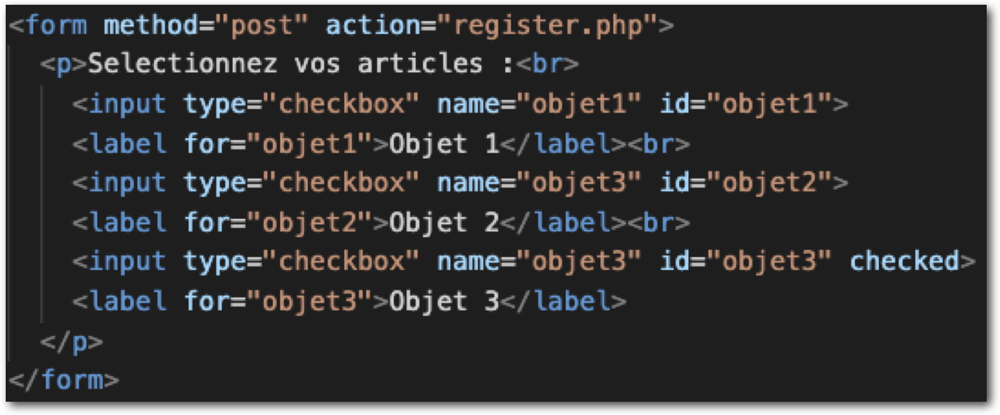 <form method="post" action="register.php">
<p>Selectionnez vos articles :<br>
<input type="checkbox" name="objet1" id="objet1">
<label for="objet1">Objet 1</label><br>
<input type="checkbox" name="objet3" id="objet2">
<label for="objet2">Objet 2</label><br>
<input type="checkbox" name="objet3" id="objet3" checked>
<label for="objet3">Objet 3</label>
</p>
</form>